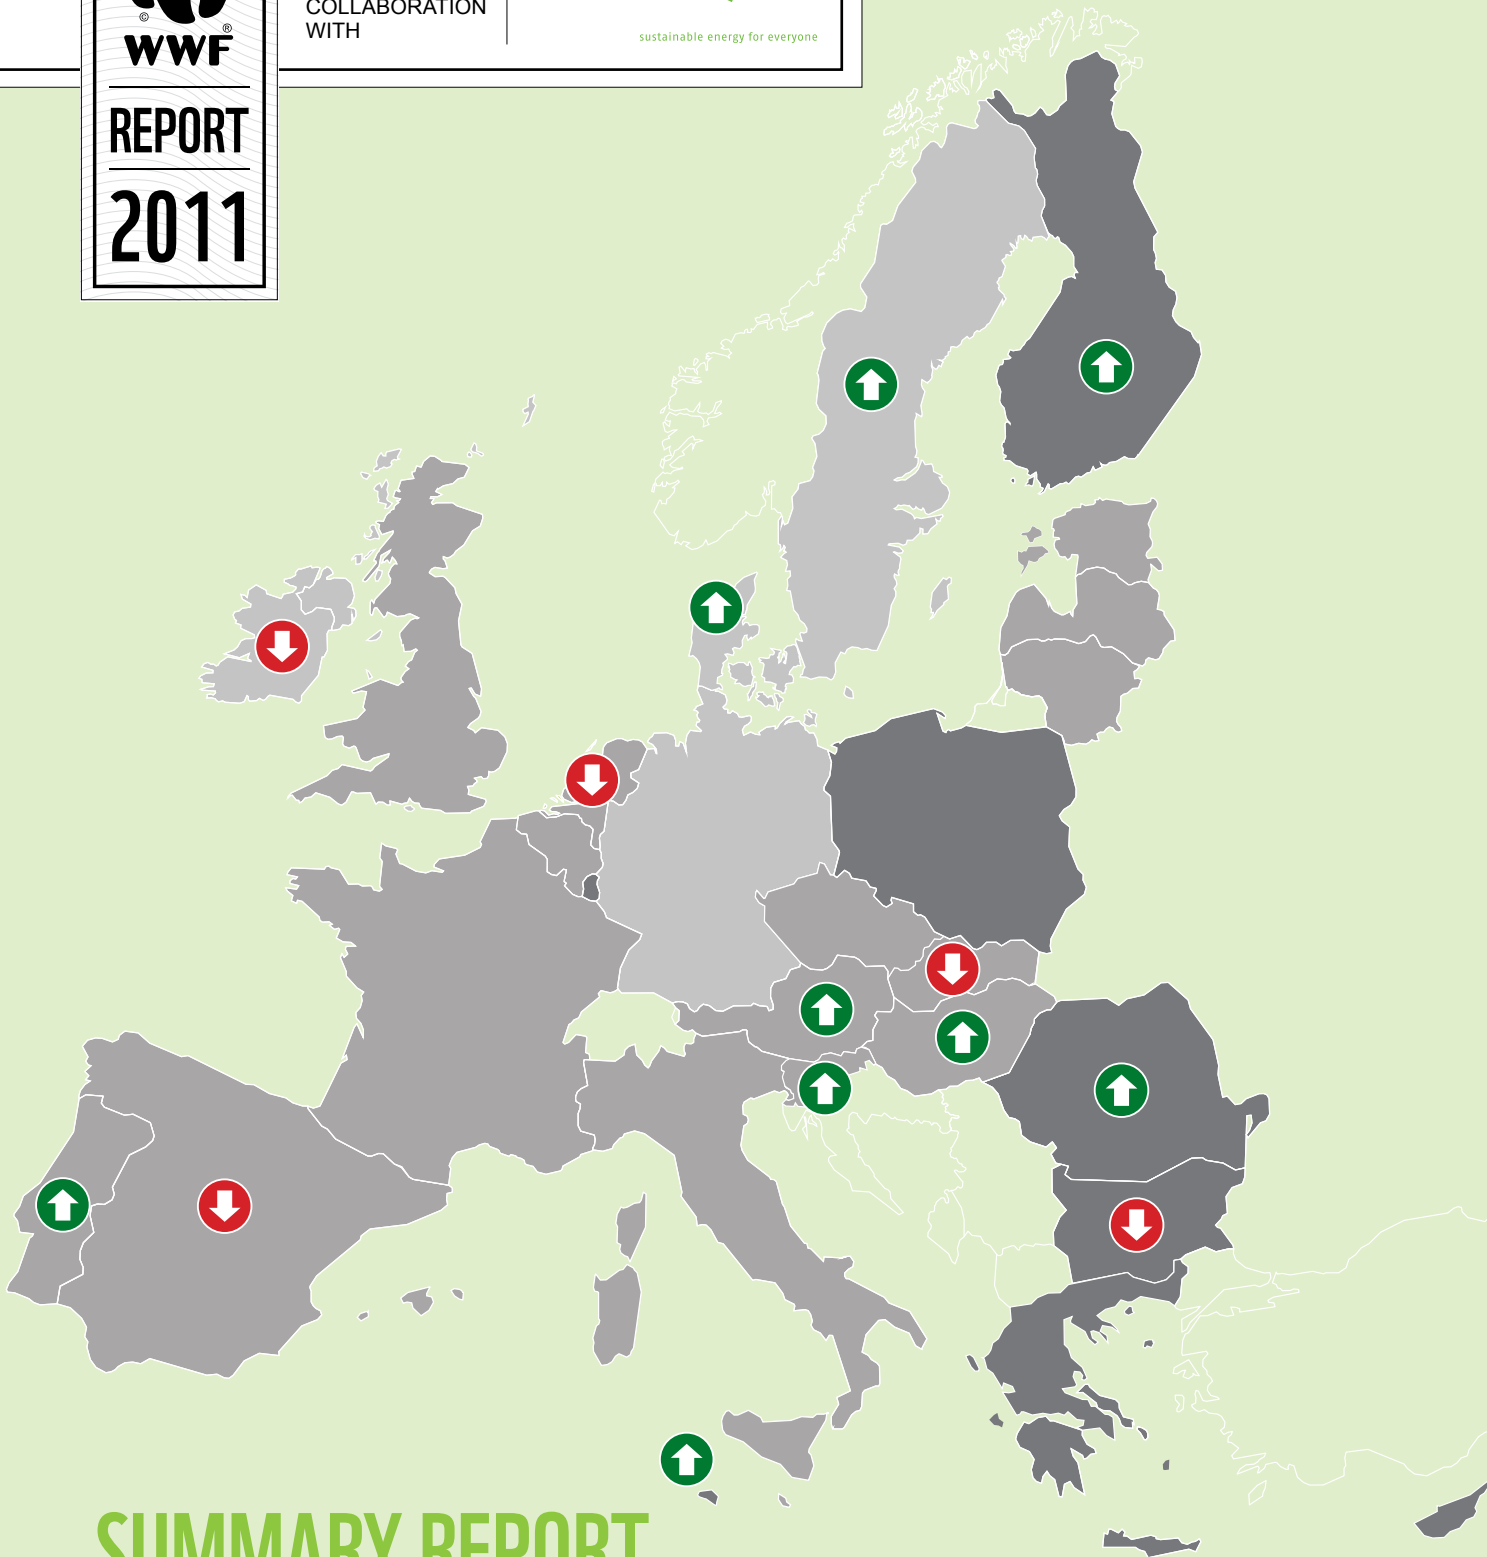 COLLABORATION
WITH
sustainable energy for everyone
©
®
WWF
REPORT
2011
SUMMARY REPORT